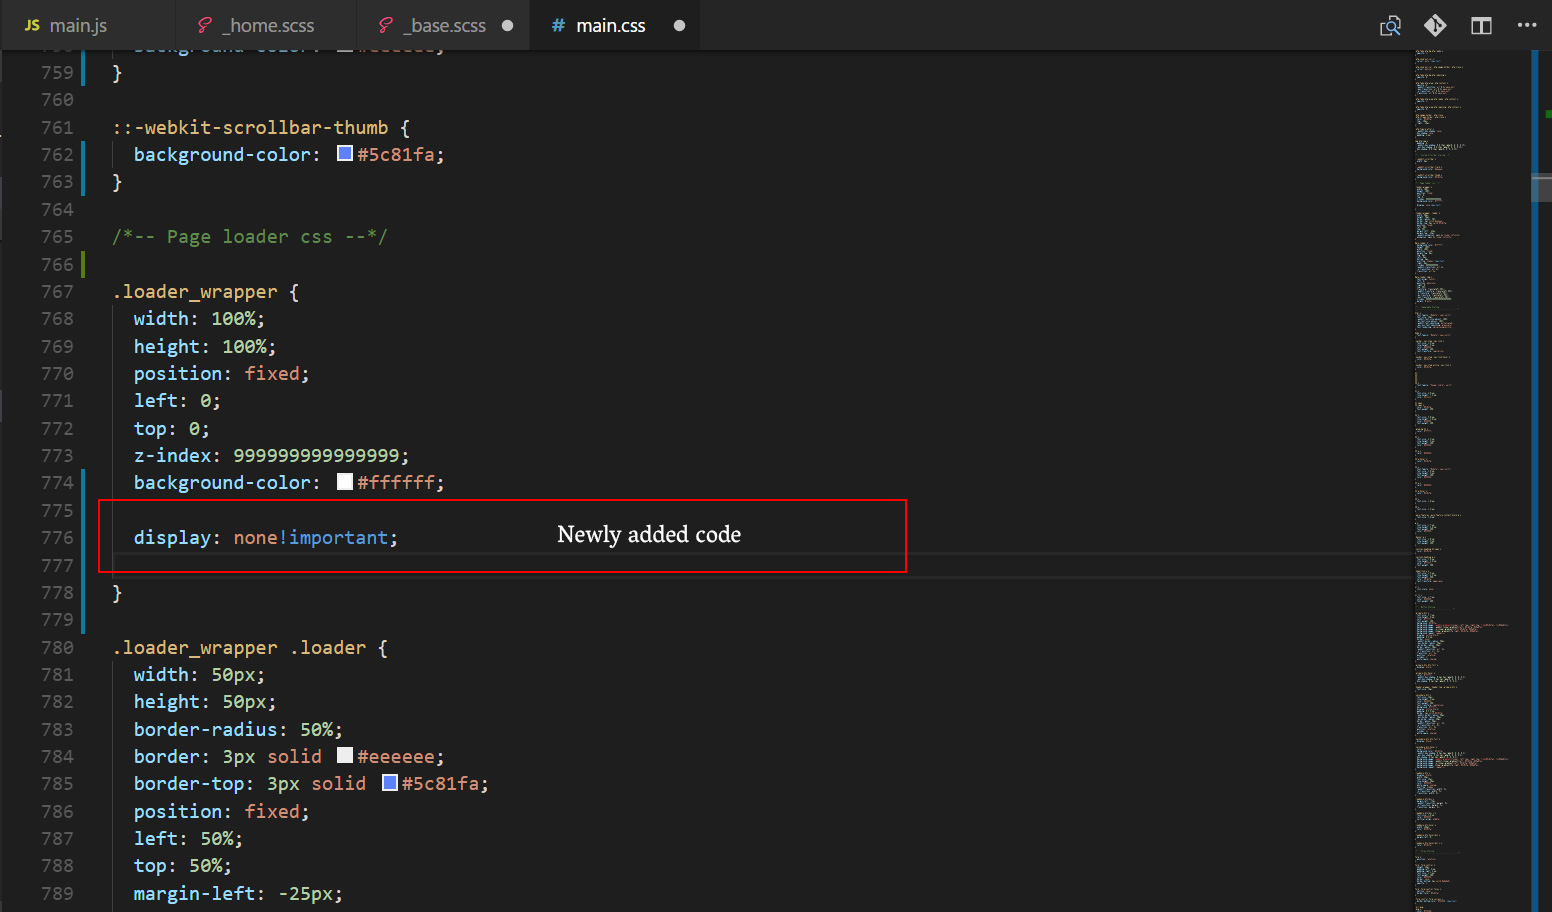 JS main.js
_home.scss
_base.scss
# main.css
759 }
760
761 ::-webkit-scrollbar-thumb {
762 background-color: #5c81fa;
763 }
764
765 /*-- Page loader css --*/
766
767 .loader_wrapper {
768 width: 100%;
769 height: 100%;
770 position: fixed;
771 left: 0;
772 top: 0;
773 z-index: 999999999999999;
774 background-color: #ffffff;
775
776 display: none!important; Newly added code
777
778 }
779
780 .loader_wrapper .loader {
781 width: 50px;
782 height: 50px;
783 border-radius: 50%;
784 border: 3px solid #eeeeee;
785 border-top: 3px solid #5c81fa;
786 position: fixed;
787 left: 50%;
788 top: 50%;
789 margin-left: -25px;